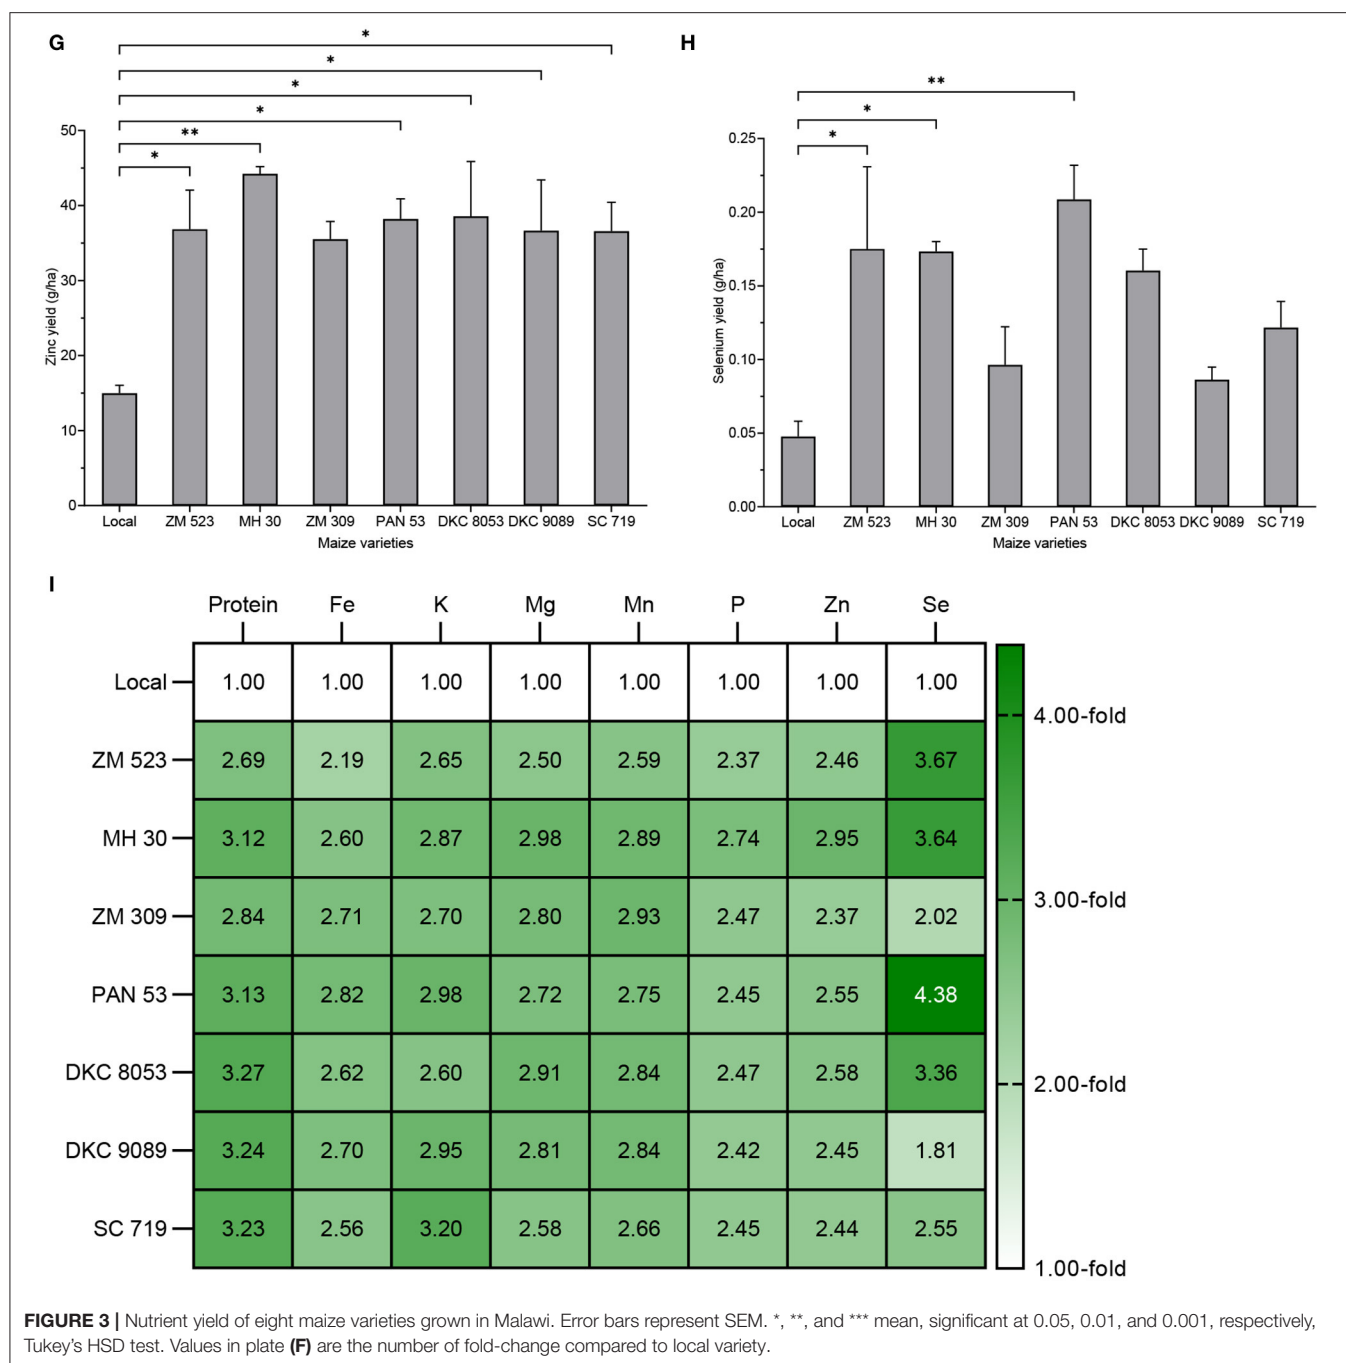 G
*
*
*
*
**
*
50
40
30
20
10
0
Zinc yield (g/ha)
Local ZM 523 MH 30 ZM 309 PAN 53 DKC 8053 DKC 9089 SC 719
Maize varieties
H
**
*
*
0.25
0.20
0.15
0.10
0.05
0.00
Selenium yield (g/ha)
Local ZM 523 MH 30 ZM 309 PAN 53 DKC 8053 DKC 9089 SC 719
Maize varieties
I
Protein Fe K Mg Mn P Zn Se
Local 1.00 1.00 1.00 1.00 1.00 1.00 1.00 1.00
ZM 523 2.69 2.19 2.65 2.50 2.59 2.37 2.46 3.67
MH 30 3.12 2.60 2.87 2.98 2.89 2.74 2.95 3.64
ZM 309 2.84 2.71 2.70 2.80 2.93 2.47 2.37 2.02
PAN 53 3.13 2.82 2.98 2.72 2.75 2.45 2.55 4.38
DKC 8053 3.27 2.62 2.60 2.91 2.84 2.47 2.58 3.36
DKC 9089 3.24 2.70 2.95 2.81 2.84 2.42 2.45 1.81
SC 719 3.23 2.56 3.20 2.58 2.66 2.45 2.44 2.55
4.00-fold
3.00-fold
2.00-fold
1.00-fold
FIGURE 3 | Nutrient yield of eight maize varieties grown in Malawi. Error bars represent SEM. *, **, and *** mean, significant at 0.05, 0.01, and 0.001, respectively,
Tukey's HSD test. Values in plate (F) are the number of fold-change compared to local variety.